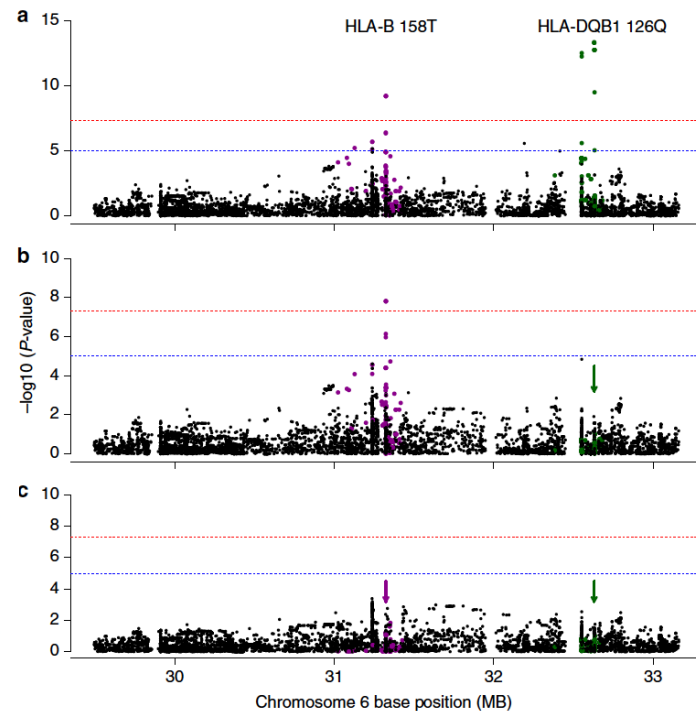 a
HLA-B 158T HLA-DQB1 126Q
15
10
5
0
b
10
8
6
4
2
0
c
10
8
6
4
2
0
−log10 (P-value)
30 31 32 33
Chromosome 6 base position (MB)